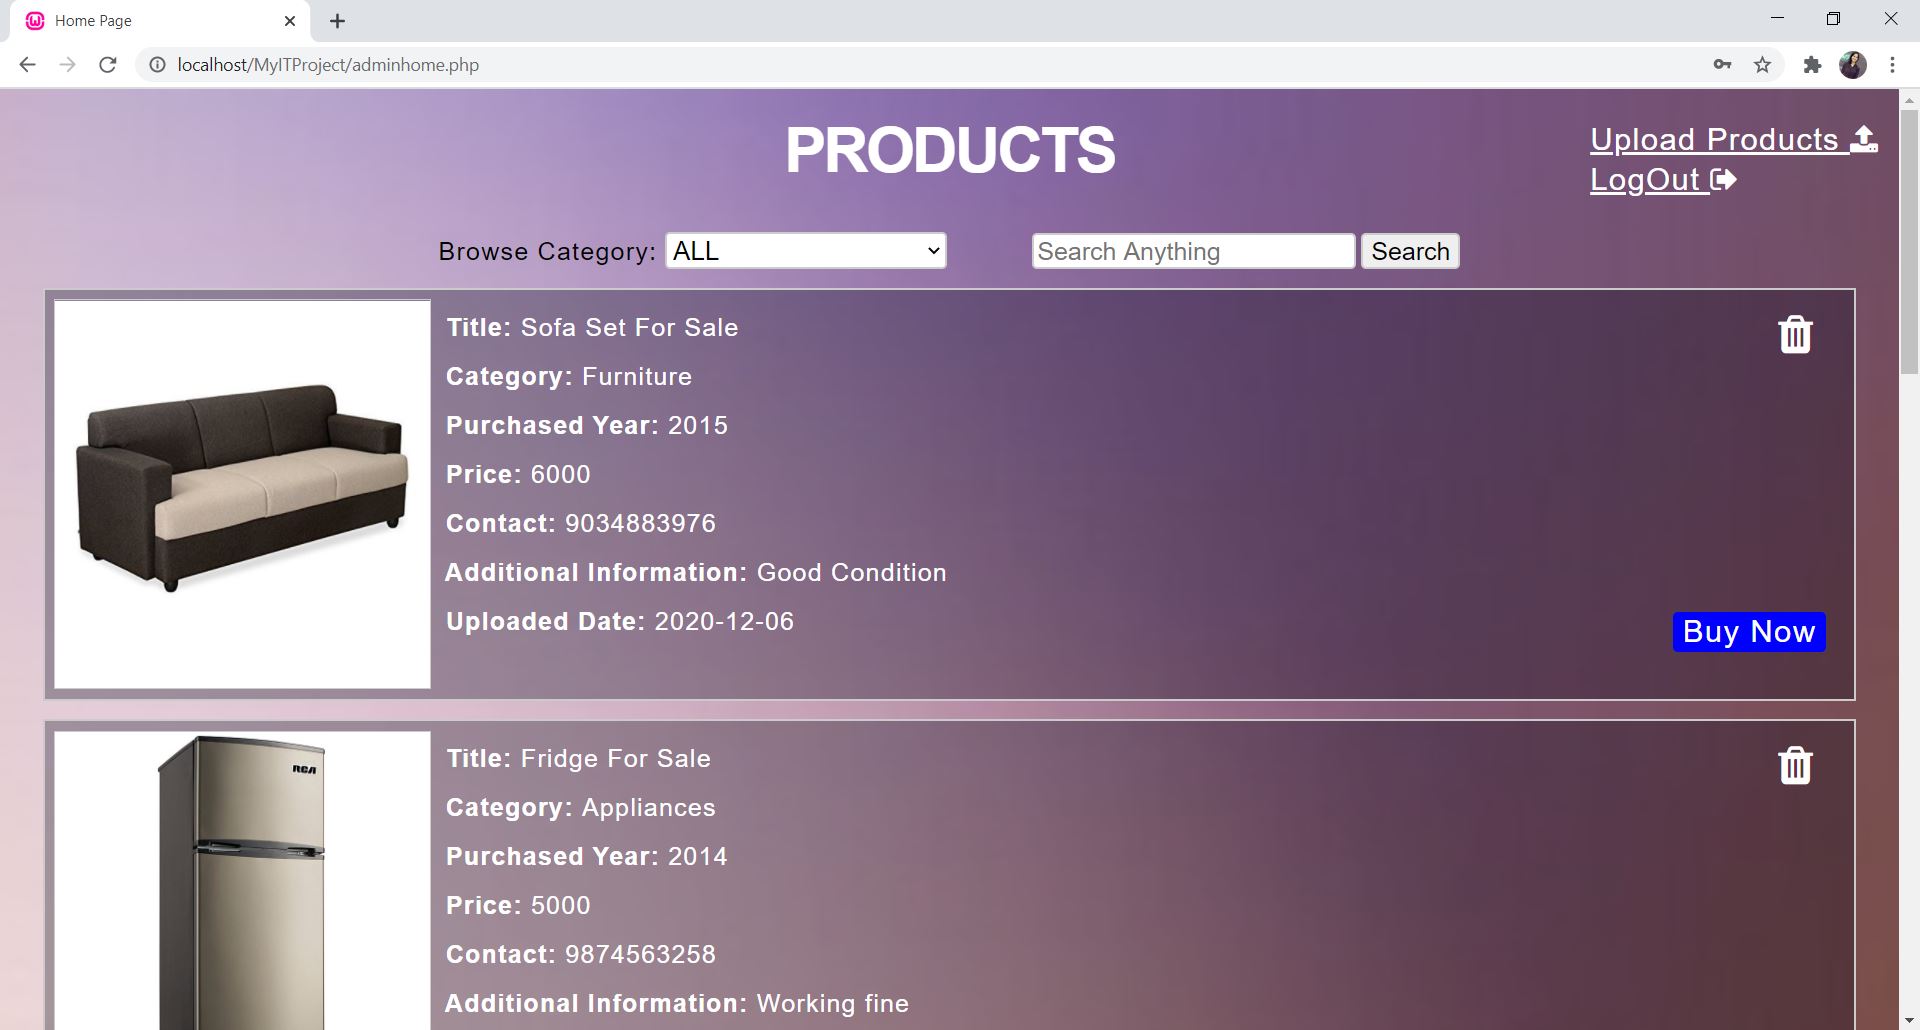 Home Page
localhost/MyITProject/adminhome.php
PRODUCTS
Upload Products
LogOut
Browse Category: ALL
Search Anything
Search
Title: Sofa Set For Sale
Category: Furniture
Purchased Year: 2015
Price: 6000
Contact: 9034883976
Additional Information: Good Condition
Uploaded Date: 2020-12-06
Buy Now
RCA
Title: Fridge For Sale
Category: Appliances
Purchased Year: 2014
Price: 5000
Contact: 9874563258
Additional Information: Working fine